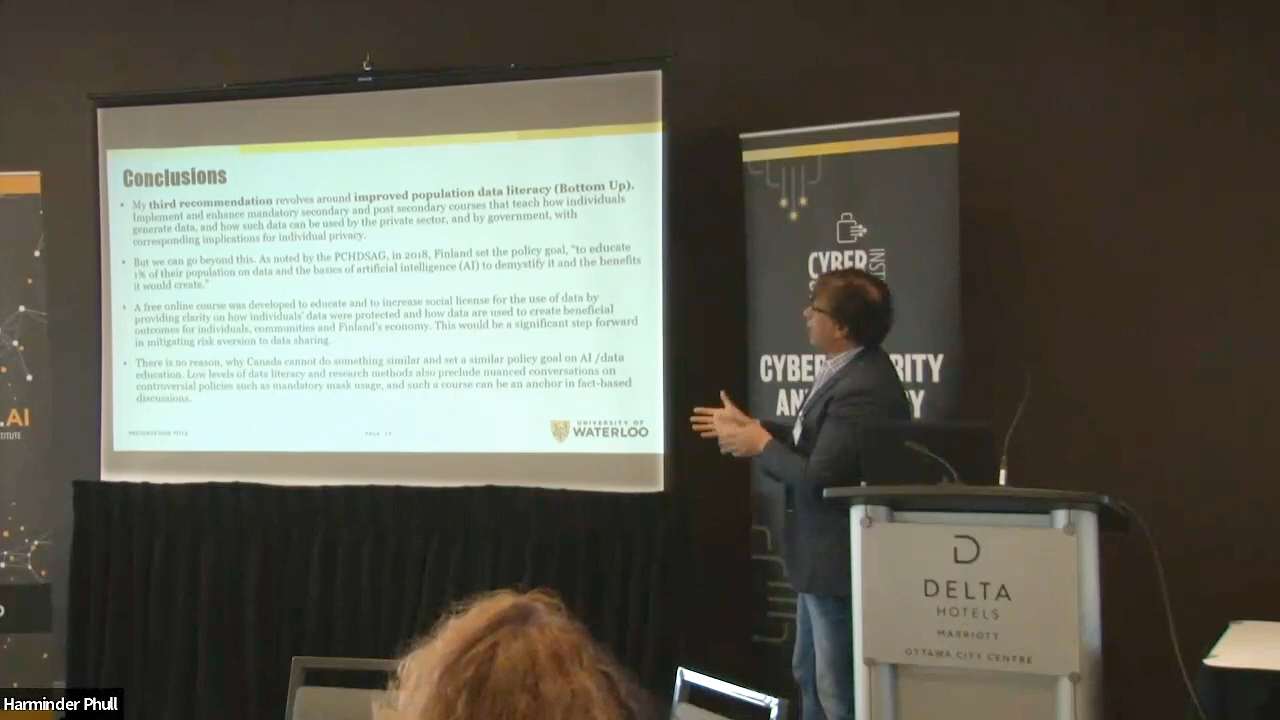 Conclusions
• My third recommendation revolves around improved population data literacy (Bottom Up).
Implement and enhance mandatory secondary and post secondary courses that teach how individuals
generate data, and how such data can be used by the private sector, and by government, with
corresponding implications for individual privacy.
• But we can go beyond this. As noted by the PCHDSAG, in 2018, Finland set the policy goal, "to educate
1% of their population on data and the basics of artificial intelligence (AI) to demystify it and the benefits
it would create."
• A free online course was developed to educate and to increase social license for the use of data by
providing clarity on how individuals' data were protected and how data are used to create beneficial
outcomes for individuals, communities and Finland's economy. This would be a significant step forward
in mitigating risk aversion to data sharing.
• There is no reason, why Canada cannot do something similar and set a similar policy goal on AI /data
education. Low levels of data literacy and research methods also preclude nuanced conversations on
controversial policies such as mandatory mask usage, and such a course can be an anchor in fact-based
discussions.
PRESENTATION TITLE
PAGE
UNIVERSITY OF
WATERLOO
.AI
TITUTE
CYBER
INST
CYBE RITY
AN Y
DELTA
HOTELS
MARRIOTT
OTTAWA CITY CENTRE
Harminder Phull